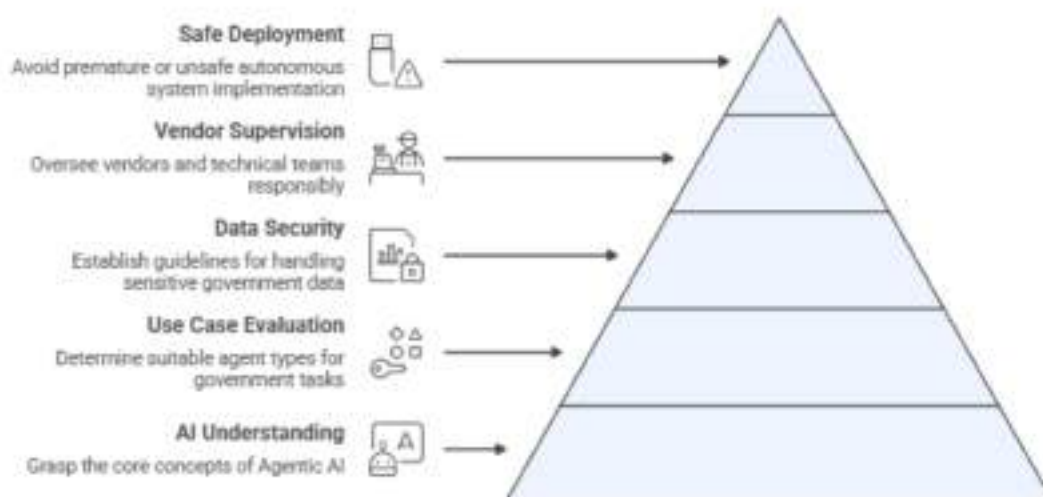 Safe Deployment
Avoid premature or unsafe autonomous
system implementation
Vendor Supervision
Oversee vendors and technical teams
responsibly
Data Security
Establish guidelines for handling
sensitive government data
Use Case Evaluation
Determine suitable agent types for
government tasks
AI Understanding
Grasp the core concepts of Agentic AI
A